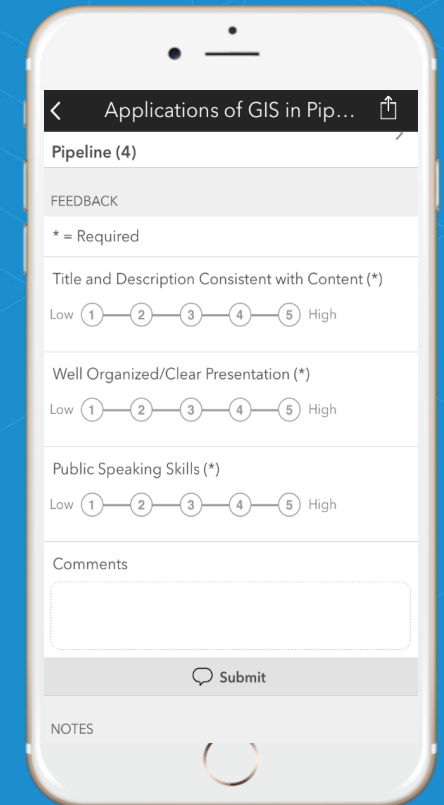 Applications of GIS in Pip...
Pipeline (4)
FEEDBACK
* = Required
Title and Description Consistent with Content (*)
Low 1 2 3 4 5 High
Well Organized/Clear Presentation (*)
Low 1 2 3 4 5 High
Public Speaking Skills (*)
Low 1 2 3 4 5 High
Comments
Submit
NOTES